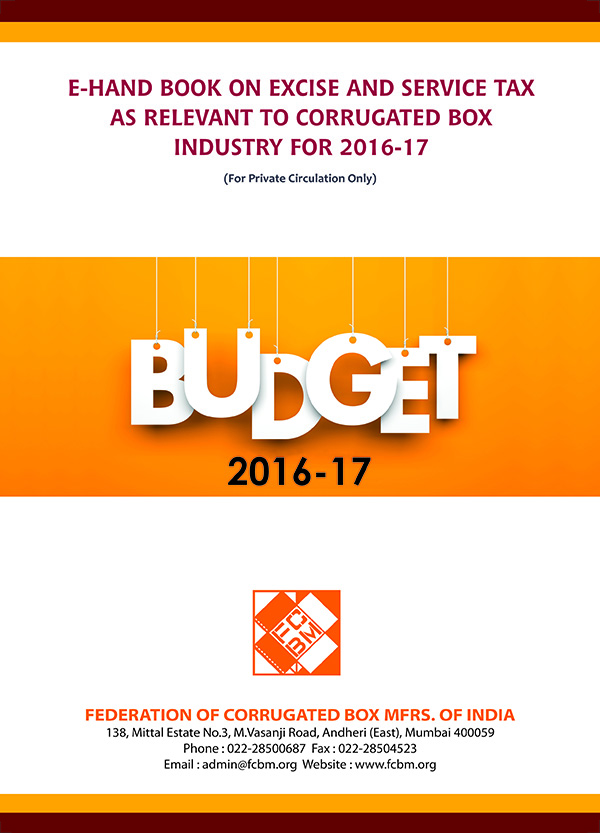 E-HAND BOOK ON EXCISE AND SERVICE TAX
AS RELEVANT TO CORRUGATED BOX
INDUSTRY FOR 2016-17
(For Private Circulation Only)
BUDGET
2016-17
FCBM
FEDERATION OF CORRUGATED BOX MFRS. OF INDIA
138, Mittal Estate No.3, M.Vasanji Road, Andheri (East), Mumbai 400059
Phone : 022-28500687 Fax : 022-28504523
Email : admin@fcbm.org Website : www.fcbm.org